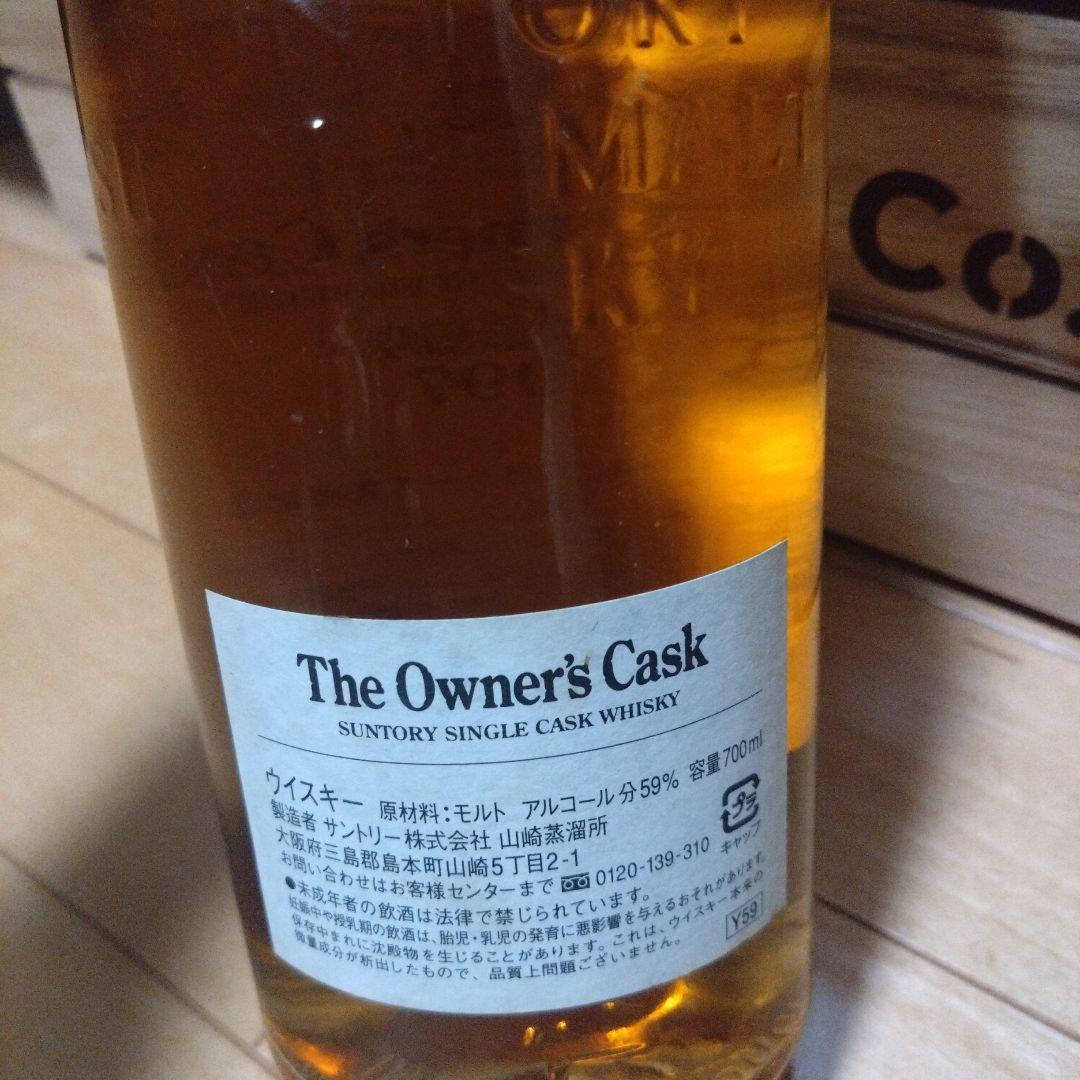 MALT
Co
The Owner's Cask
SUNTORY SINGLE CASK WHISKY
ウイスキー 原材料:モルト アルコール分59% 容量700ml
製造者 サントリー株式会社 山崎蒸溜所
大阪府三島郡島本町山崎5丁目2-1
お問い合わせはお客様センターまで 0120-139-310
プラ
キャップ
●未成年者の飲酒は法律で禁じられています。
妊娠中や授乳期の飲酒は、胎児・乳児の発育に悪影響を与えるおそれがあります。
保存中まれに沈殿物を生じることがあります。これは、ウイスキー本来の
微量成分が析出したもので、品質上問題ございません。
Y59